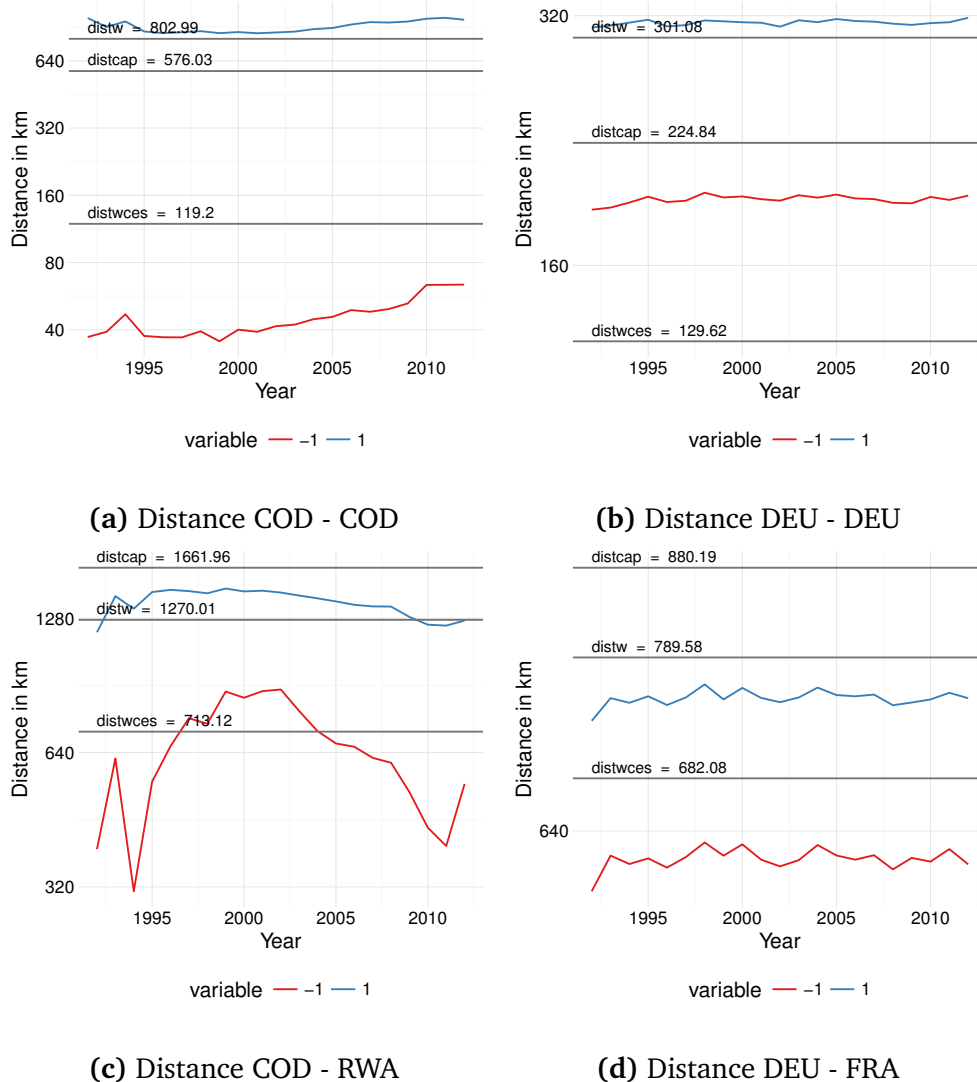 distw = 802.99
640
distcap = 576.03
320
160
distwces = 119.2
80
40
Distance in km
1995 2000 2005 2010
Year
variable -1 1
(a) Distance COD - COD
320
distw = 301.08
distcap = 224.84
160
distwces = 129.62
Distance in km
1995 2000 2005 2010
Year
variable -1 1
(b) Distance DEU - DEU
distcap = 1661.96
1280
distw = 1270.01
distwces = 713.12
640
320
Distance in km
1995 2000 2005 2010
Year
variable -1 1
(c) Distance COD - RWA
distcap = 880.19
distw = 789.58
distwces = 682.08
640
Distance in km
1995 2000 2005 2010
Year
variable -1 1
(d) Distance DEU - FRA